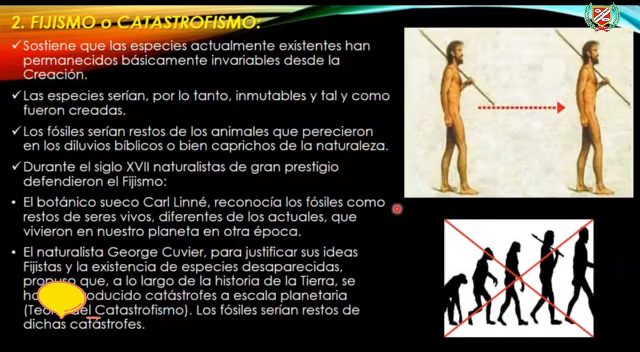 2. FIJISMO o CATASTROFISMO:
✓Sostiene que las especies actualmente existentes han
permanecidos básicamente invariables desde la
Creación.
✓Las especies serían, por lo tanto, inmutables y tal y como
fueron creadas.
✓Los fósiles serían restos de los animales que perecieron
en los diluvios bíblicos o bien caprichos de la naturaleza.
✓Durante el siglo XVII naturalistas de gran prestigio
defendieron el Fijismo:
• El botánico sueco Carl Linné, reconocía los fósiles como
restos de seres vivos, diferentes de los actuales, que
vivieron en nuestro planeta en otra época.
• El naturalista George Cuvier, para justificar sus ideas
Fijistas y la existencia de especies desaparecidas,
propuso que, a lo largo de la historia de la Tierra, se
producido catástrofes a escala planetaria
del Catastrofismo). Los fósiles serían restos de
dichas catástrofes.